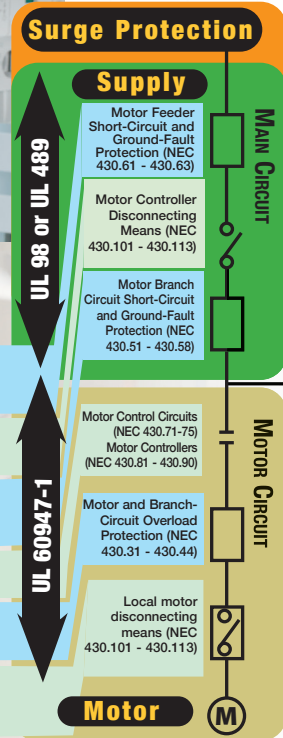 Surge Protection
Supply
UL 98 or UL 489
Motor Feeder
Short-Circuit and
Ground-Fault
Protection (NEC
430.61 - 430.63)
MAIN CIRCUIT
Motor Controller
Disconnecting
Means (NEC
430.101 - 430.113)
Motor Branch
Circuit Short-Circuit
and Ground-Fault
Protection (NEC
430.51 - 430.58)
UL 60947-1
Motor Control Circuits
(NEC 430.71-75)
Motor Controllers
(NEC 430.81 - 430.90)
MOTOR CIRCUIT
Motor and Branch-
Circuit Overload
Protection (NEC
430.31 - 430.44)
Local motor
disconnecting
means (NEC
430.101 - 430.113)
Motor
M